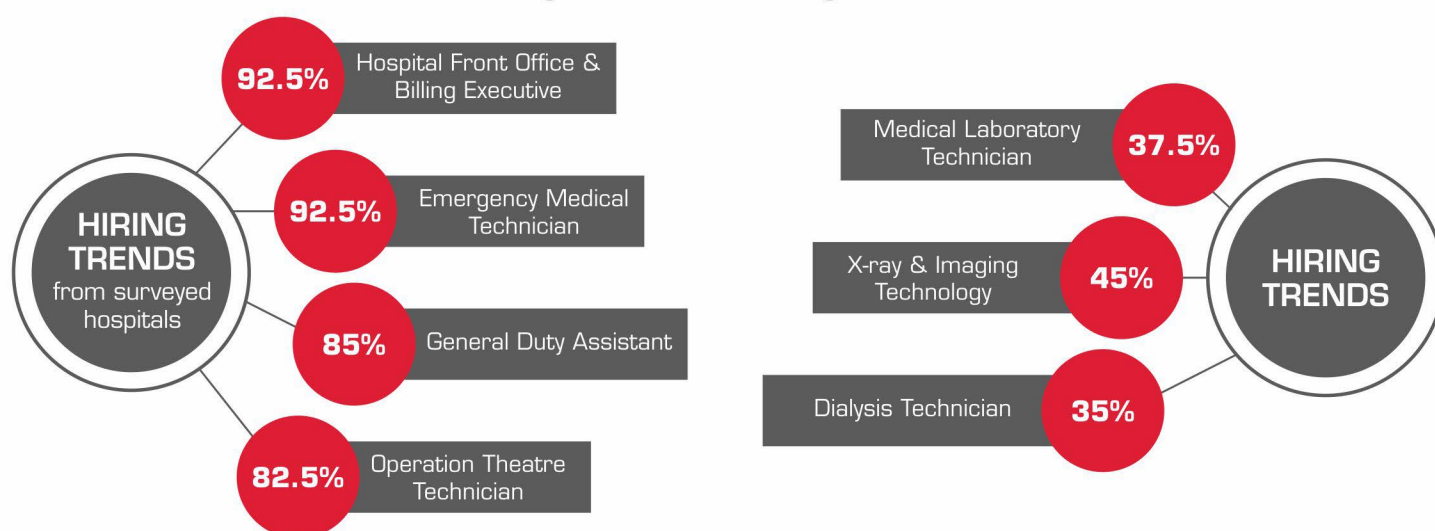 92.5%
Hospital Front Office &
Billing Executive
92.5%
Emergency Medical
Technician
HIRING
TRENDS
from surveyed
hospitals
85%
General Duty Assistant
82.5%
Operation Theatre
Technician
Medical Laboratory
Technician
37.5%
X-ray & Imaging
Technology
45%
HIRING
TRENDS
Dialysis Technician
35%